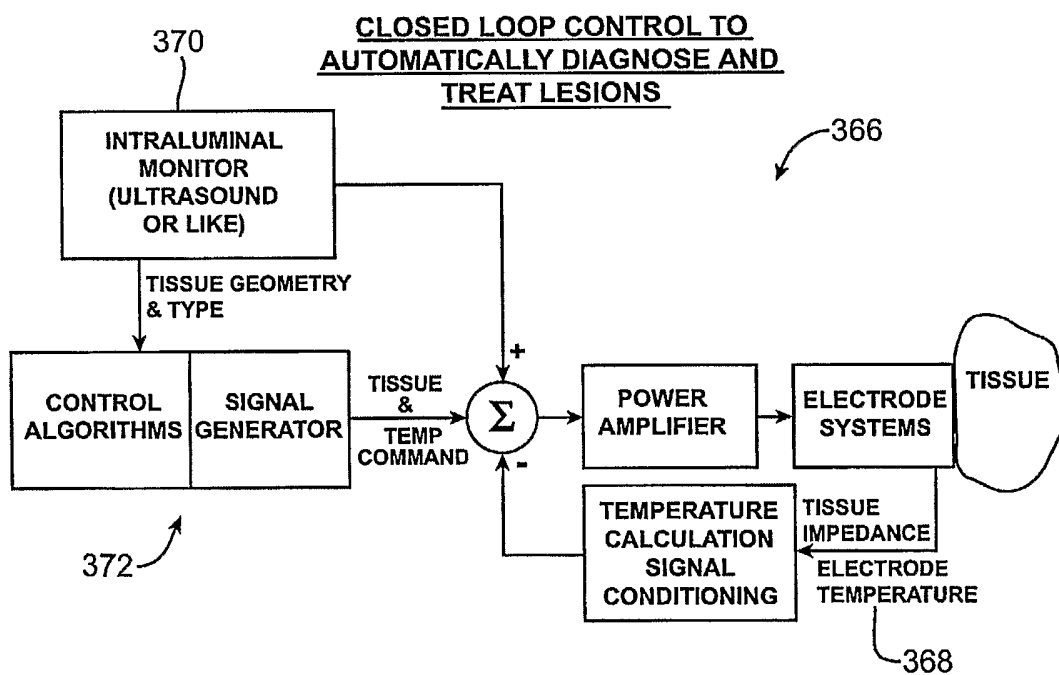 CLOSED LOOP CONTROL TO
AUTOMATICALLY DIAGNOSE AND
TREAT LESIONS
370
366
INTRALUMINAL
MONITOR
(ULTRASOUND
OR LIKE)
TISSUE GEOMETRY
& TYPE
CONTROL
ALGORITHMS
SIGNAL
GENERATOR
TISSUE
&
TEMP
COMMAND
+
Σ
-
POWER
AMPLIFIER
ELECTRODE
SYSTEMS
TISSUE
TEMPERATURE
CALCULATION
SIGNAL
CONDITIONING
TISSUE
IMPEDANCE
ELECTRODE
TEMPERATURE
372
368